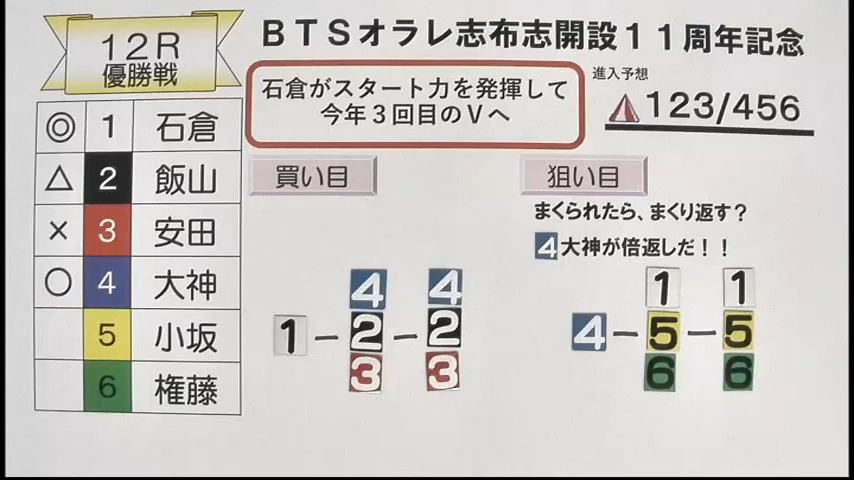 12R
優勝戦
BTSオラレ志布志開設11周年記念
石倉がスタート力を発揮して
今年3回目のVへ
進入予想
123/456
◎ 1 石倉
△ 2 飯山
× 3 安田
○ 4 大神
5 小坂
6 権藤
買い目
4 4
1-2-2
3 3
狙い目
まくられたら、まくり返す?
4大神が倍返しだ!!
1 1
4-5-5
6 6